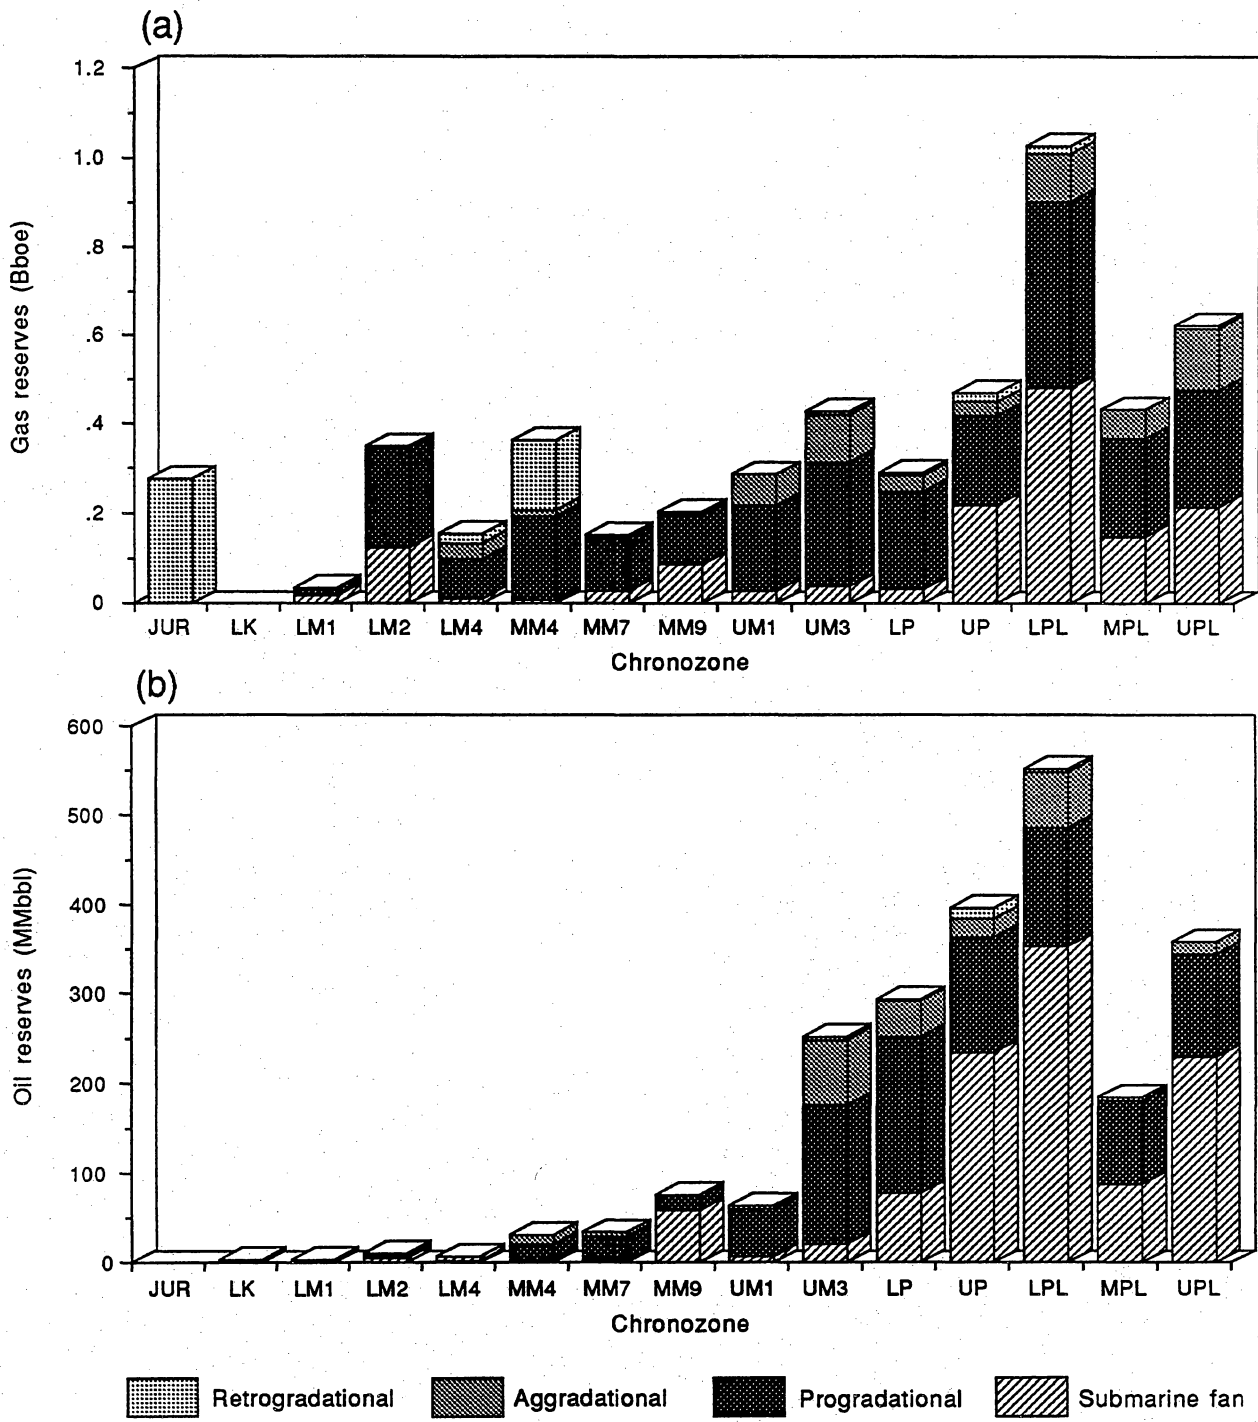 (a)
1.2
1.0
.8
.6
.4
.2
0
Gas reserves (Bboe)
JUR LK LM1 LM2 LM4 MM4 MM7 MM9 UM1 UM3 LP UP LPL MPL UPL
Chronozone
(b)
600
500
400
300
200
100
0
Oil reserves (MMbbl)
JUR LK LM1 LM2 LM4 MM4 MM7 MM9 UM1 UM3 LP UP LPL MPL UPL
Chronozone
Retrogradational Aggradational Progradational Submarine fan